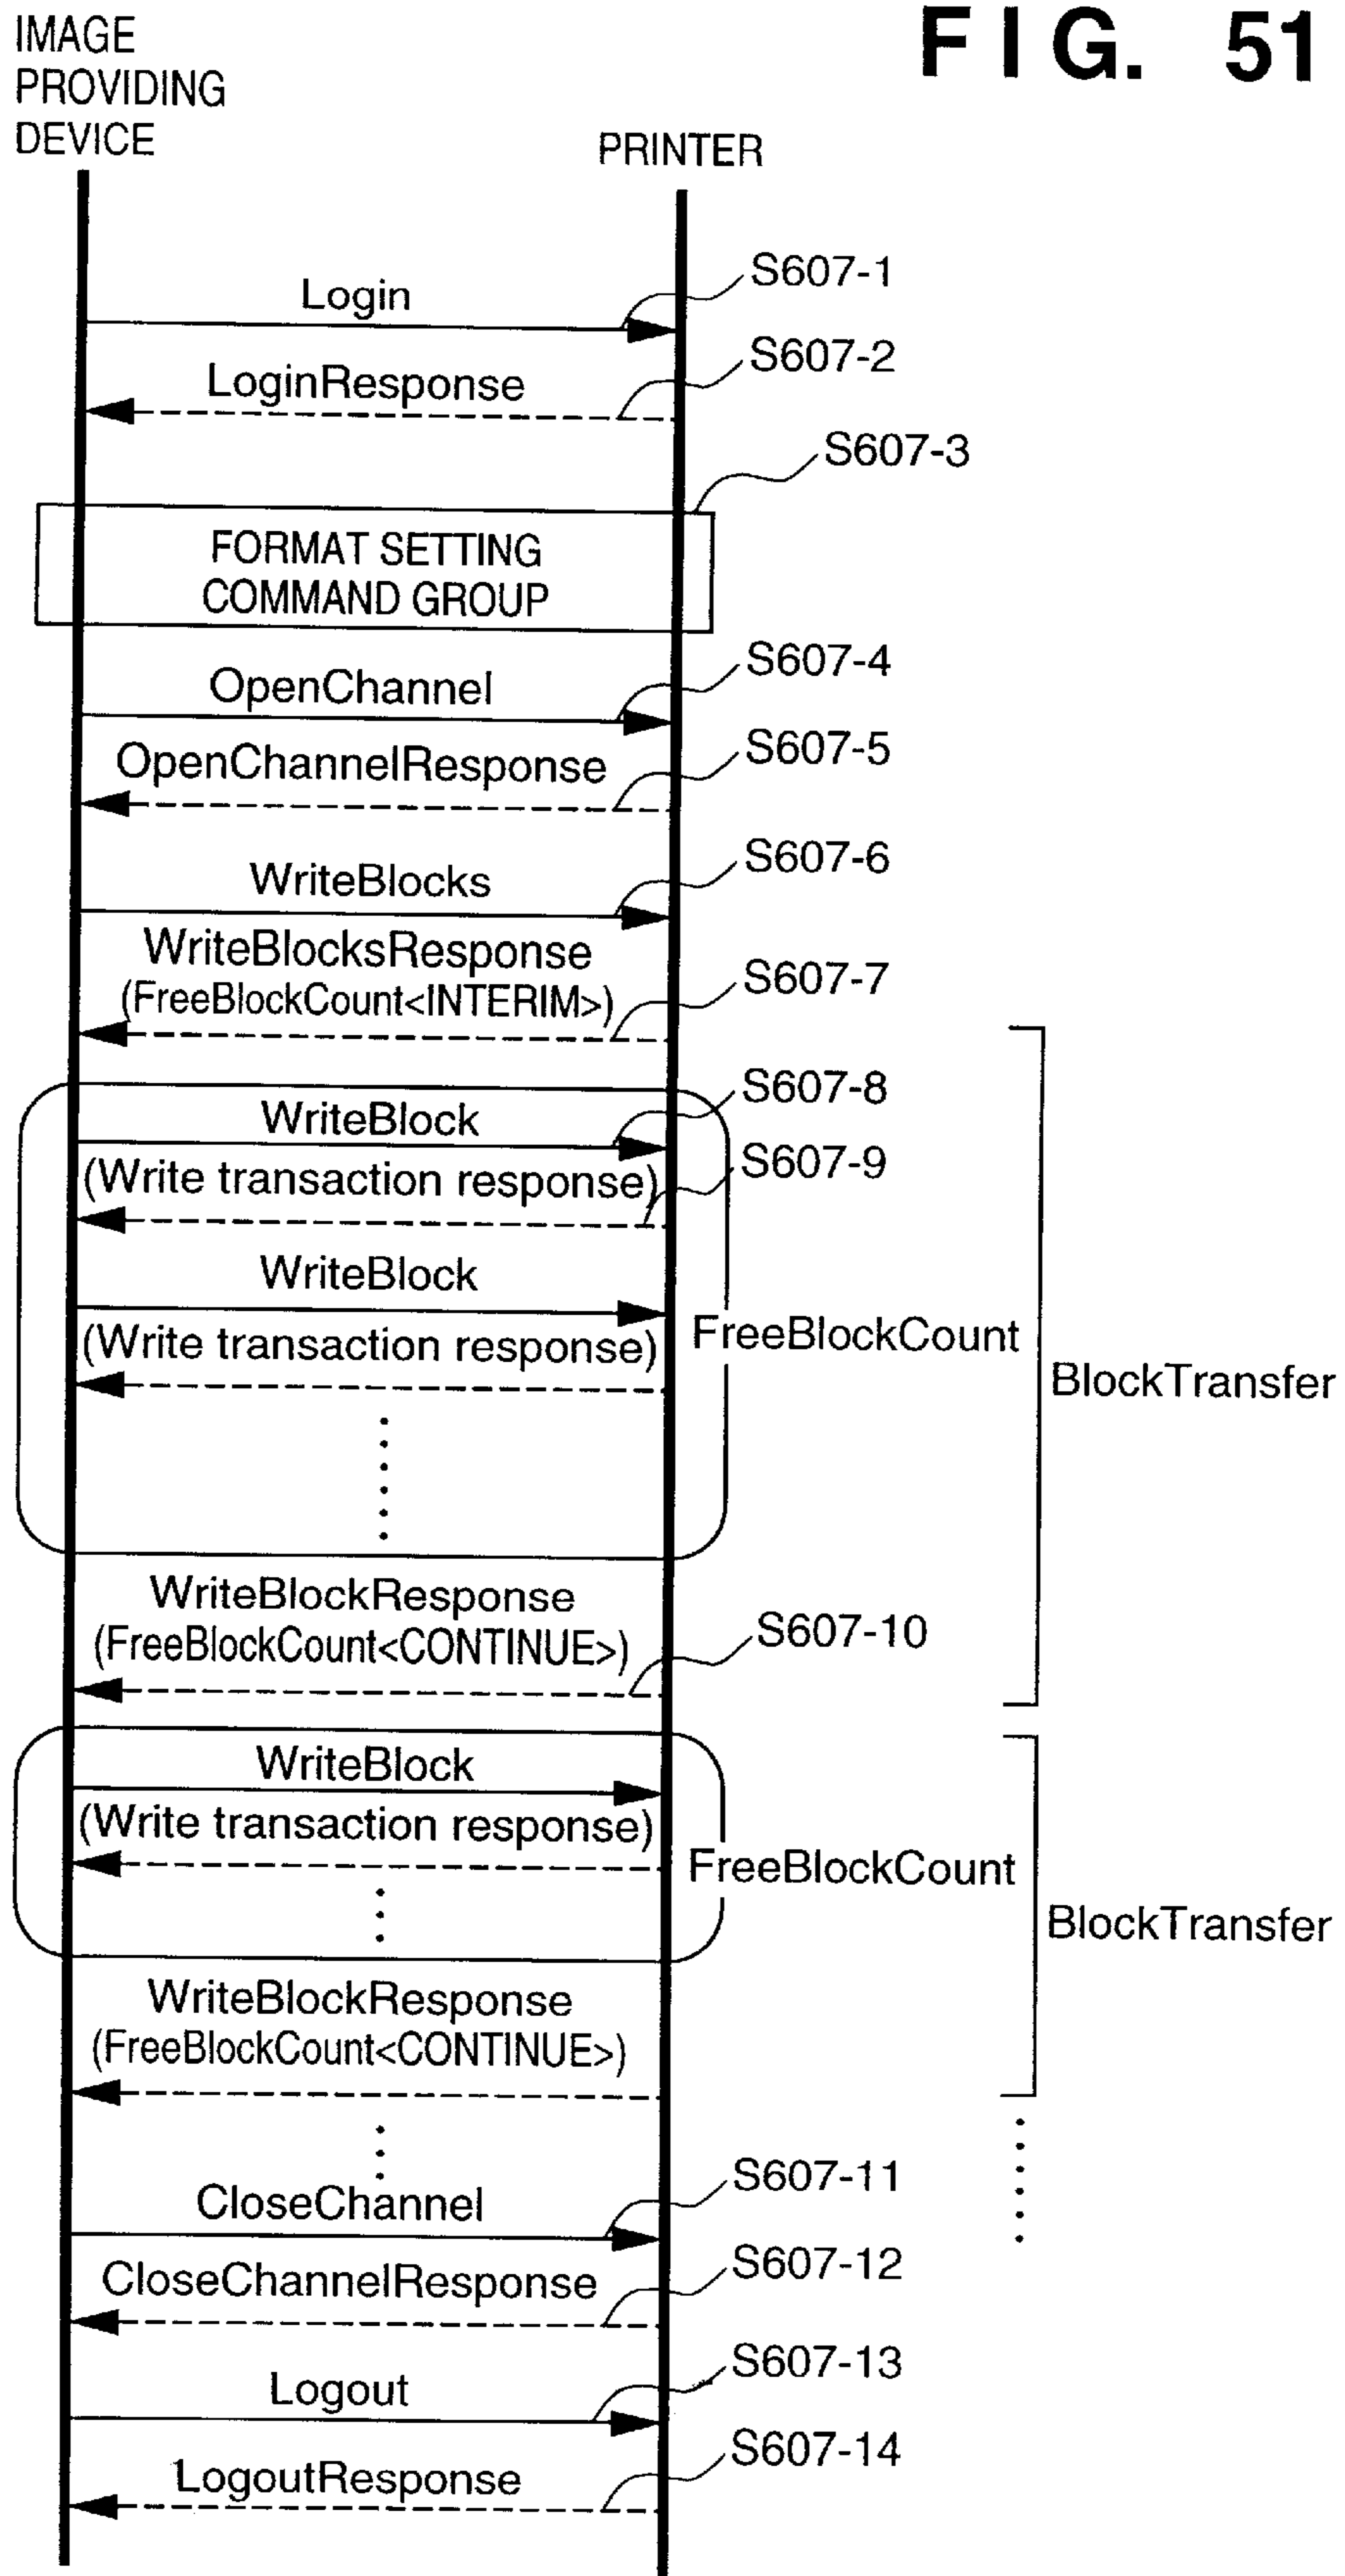 FIG. 51
IMAGE
PROVIDING
DEVICE
PRINTER
S607-1
Login
S607-2
LoginResponse
S607-3
FORMAT SETTING
COMMAND GROUP
S607-4
OpenChannel
S607-5
OpenChannelResponse
S607-6
WriteBlocks
WriteBlocksResponse
S607-7
(FreeBlockCount<INTERIM>)
S607-8
WriteBlock
S607-9
(Write transaction response)
WriteBlock
FreeBlockCount
(Write transaction response)
BlockTransfer
WriteBlockResponse
S607-10
(FreeBlockCount<CONTINUE>)
WriteBlock
(Write transaction response)
FreeBlockCount
BlockTransfer
WriteBlockResponse
(FreeBlockCount<CONTINUE>)
S607-11
CloseChannel
S607-12
CloseChannelResponse
S607-13
Logout
S607-14
LogoutResponse